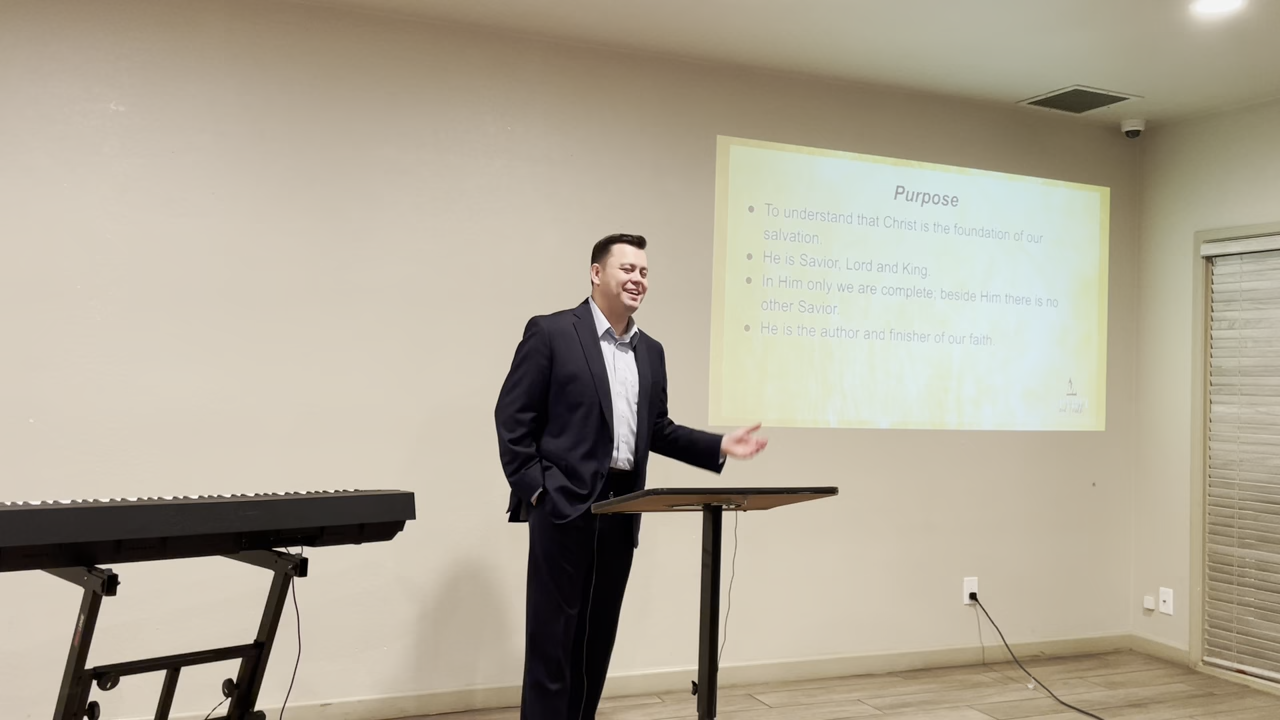 Purpose
● To understand that Christ is the foundation of our
salvation.
● He is Savior, Lord and King.
● In Him only we are complete; beside Him there is no
other Savior.
● He is the author and finisher of our faith.